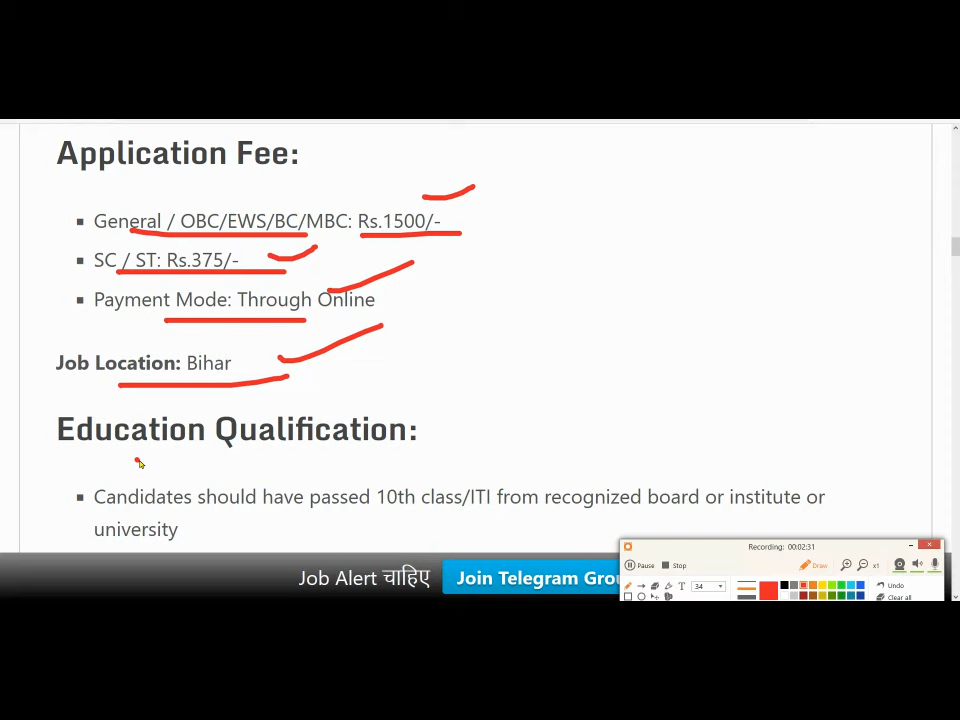 Application Fee:
General / OBC/EWS/BC/MBC: Rs.1500/-
SC / ST: Rs.375/-
Payment Mode: Through Online
Job Location: Bihar
Education Qualification:
Candidates should have passed 10th class/ITI from recognized board or institute or
university
Job Alert चाहिए
Join Telegram Grou
Recording: 00:02:31
Pause Stop Draw x1
T 34 Undo
Clear all